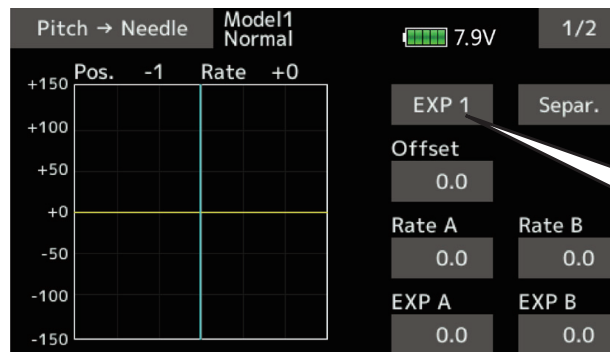 Pitch → Needle
Model1
Normal
7.9V
1/2
Pos. -1 Rate +0
+150
+100
+50
+0
-50
-100
-150
EXP 1
Separ.
Offset
0.0
Rate A
Rate B
0.0
0.0
EXP A
EXP B
0.0
0.0